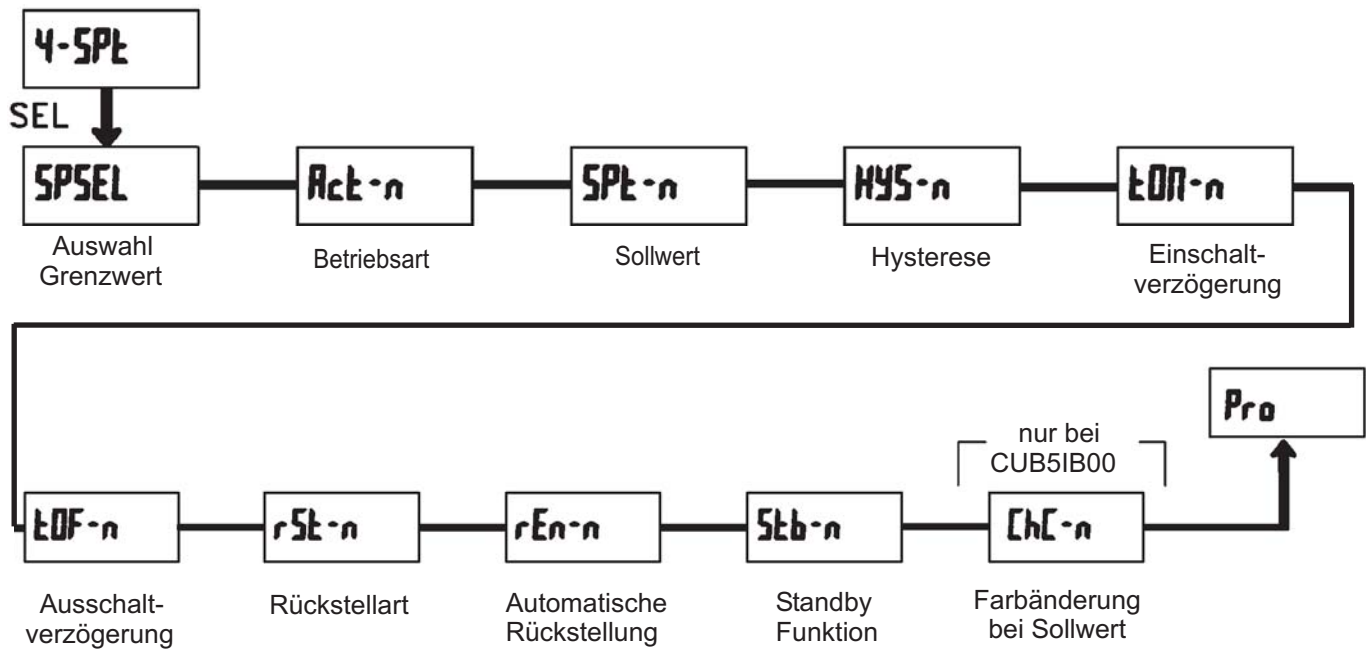 4-SPt
SEL
SPSEL
Act-n
SPt-n
HYS-n
tON-n
Auswahl
Grenzwert
Betriebsart
Sollwert
Hysterese
Einschalt-
verzögerung
Pro
nur bei
CUB5IB00
tOF-n
rSt-n
rEn-n
Stb-n
ChC-n
Ausschalt-
verzögerung
Rückstellart
Automatische
Rückstellung
Standby
Funktion
Farbänderung
bei Sollwert